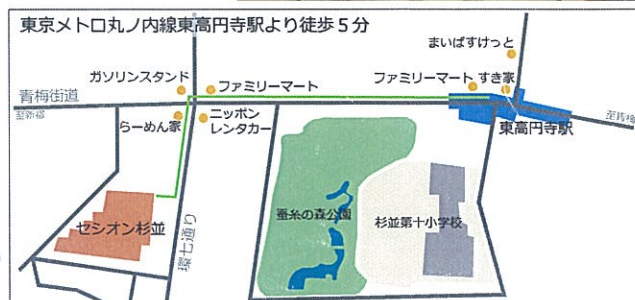 東京メトロ丸ノ内線東高円寺駅より徒歩5分
まいばすけっと
ガソリンスタンド
ファミリーマート
ファミリーマート すき家
青梅街道
至新宿
らーめん家
ニッポン
レンタカー
東高円寺駅
至青梅
セシオン杉並
環七通り
蚕糸の森公園
杉並第十小学校